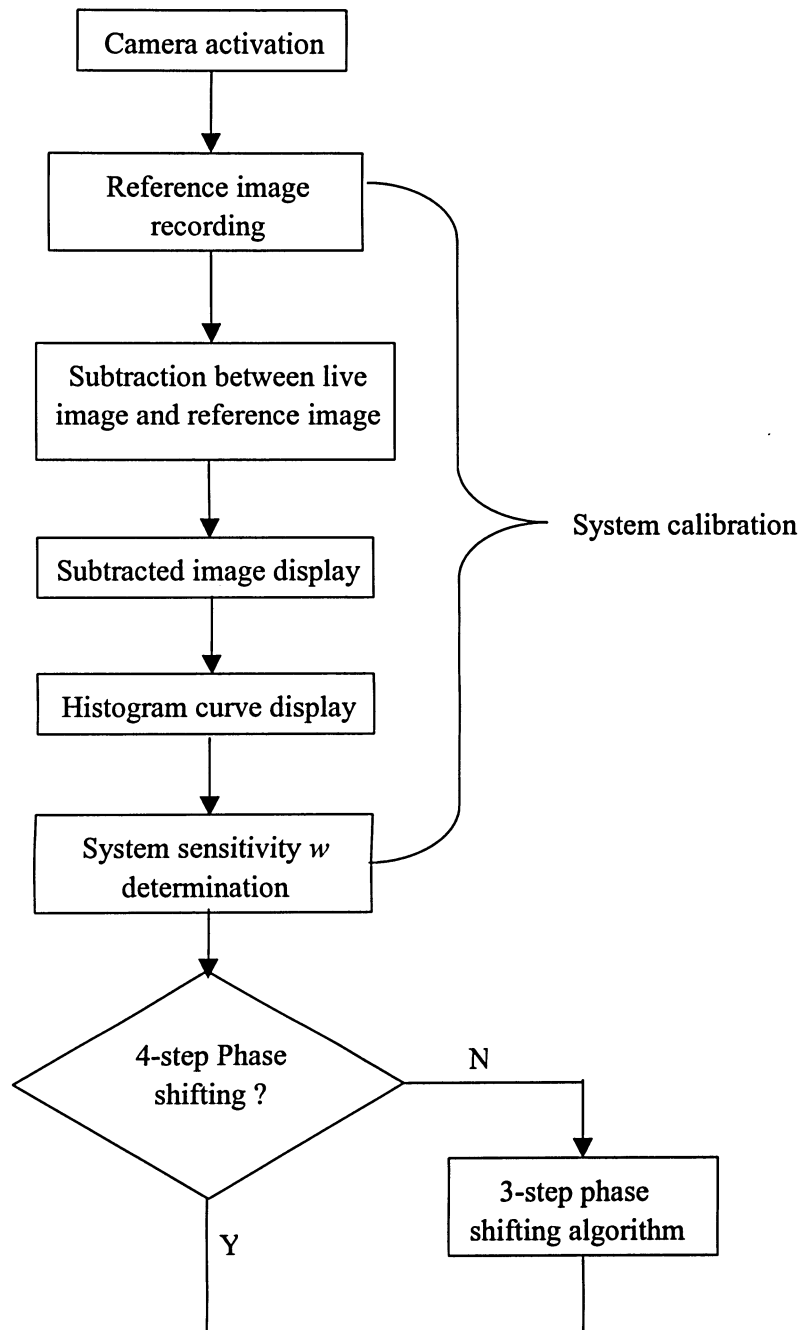 Camera activation
Reference image
recording
Subtraction between live
image and reference image
Subtracted image display
System calibration
Histogram curve display
System sensitivity w
determination
4-step Phase
shifting ?
N
3-step phase
shifting algorithm
Y